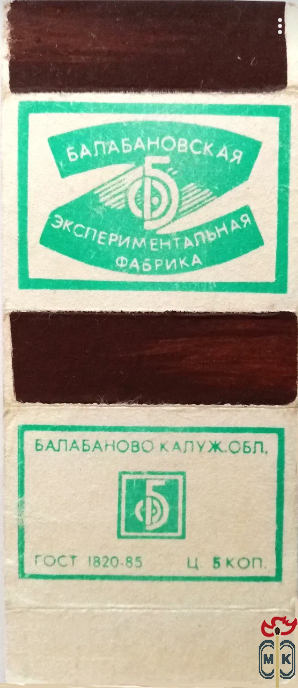 БАЛАБАНОВСКАЯ
Б
ЭКСПЕРИМЕНТАЛЬНАЯ
ФАБРИКА
БАЛАБАНОВО КАЛУЖ.ОБЛ.
Б
ГОСТ 1820-85 Ц. 5 КОП.
МК